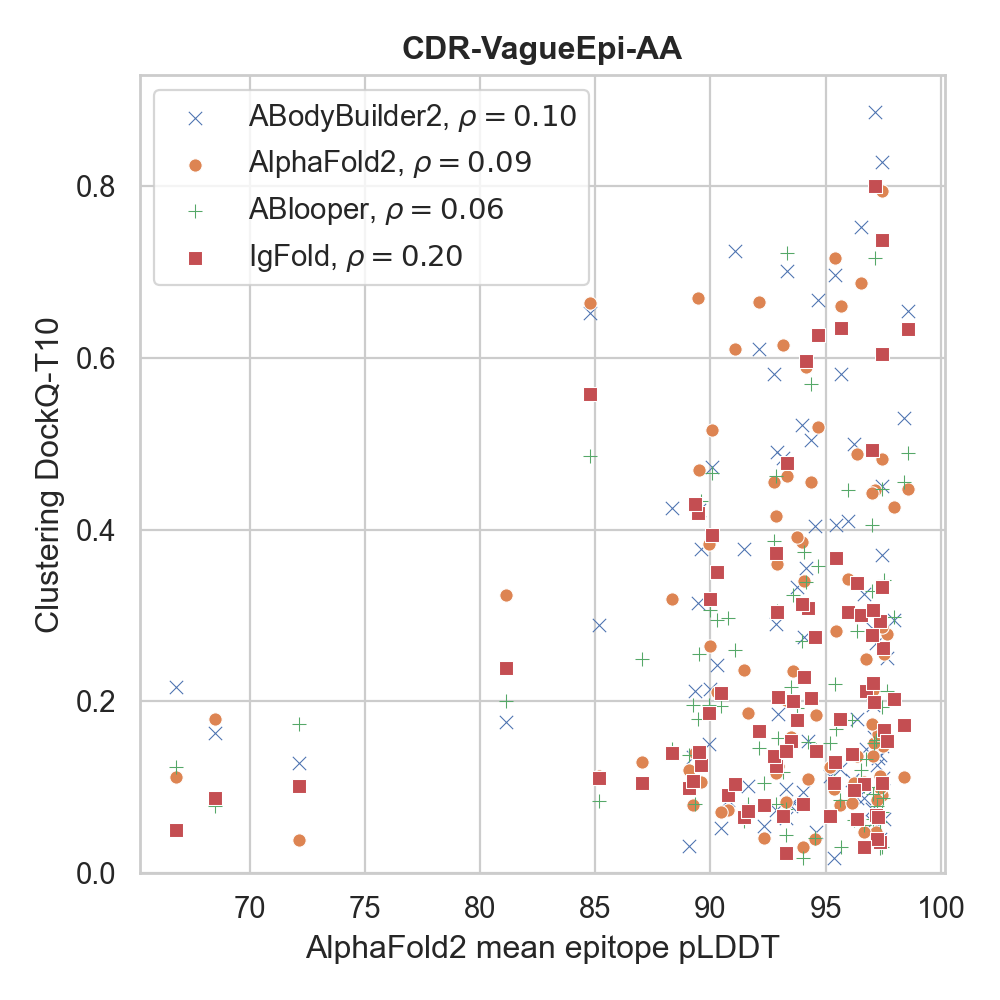 CDR-VagueEpi-AA
ABodyBuilder2, ρ = 0.10
AlphaFold2, ρ = 0.09
ABlooper, ρ = 0.06
IgFold, ρ = 0.20
Clustering DockQ-T10
0.8
0.6
0.4
0.2
0.0
70 75 80 85 90 95 100
AlphaFold2 mean epitope pLDDT